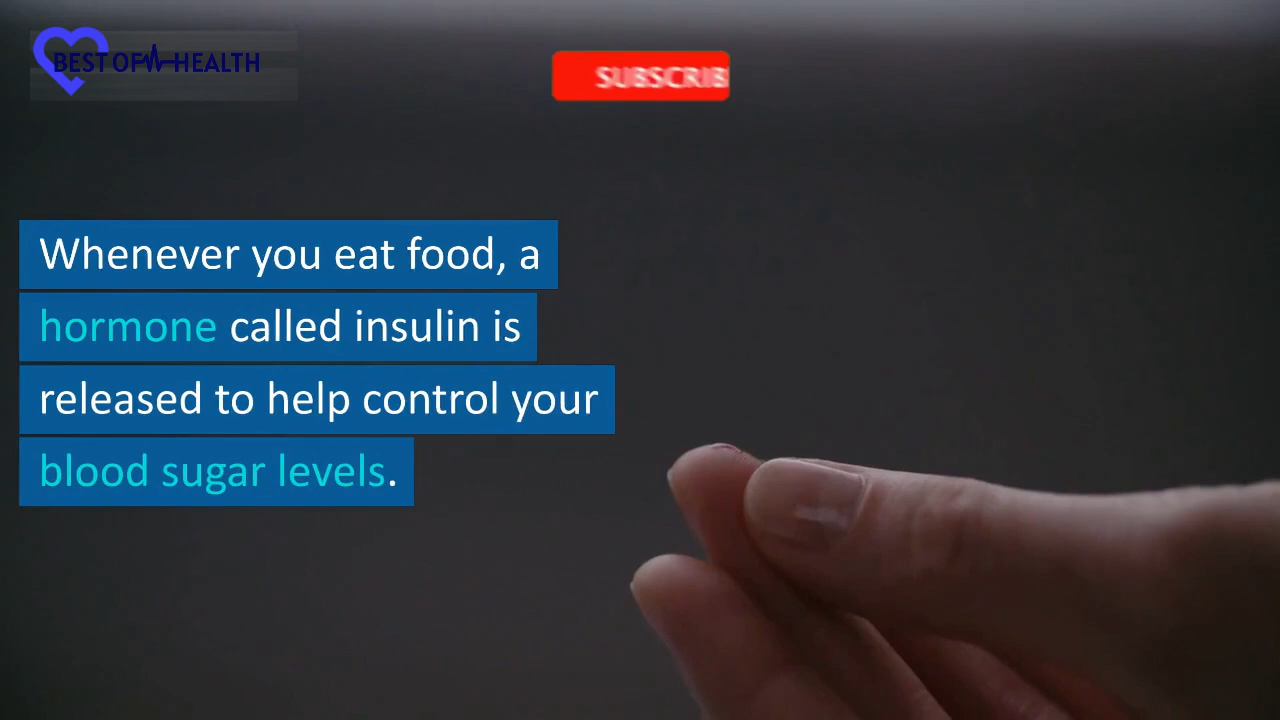 BEST OF HEALTH
SUBSCRIB
Whenever you eat food, a
hormone called insulin is
released to help control your
blood sugar levels.